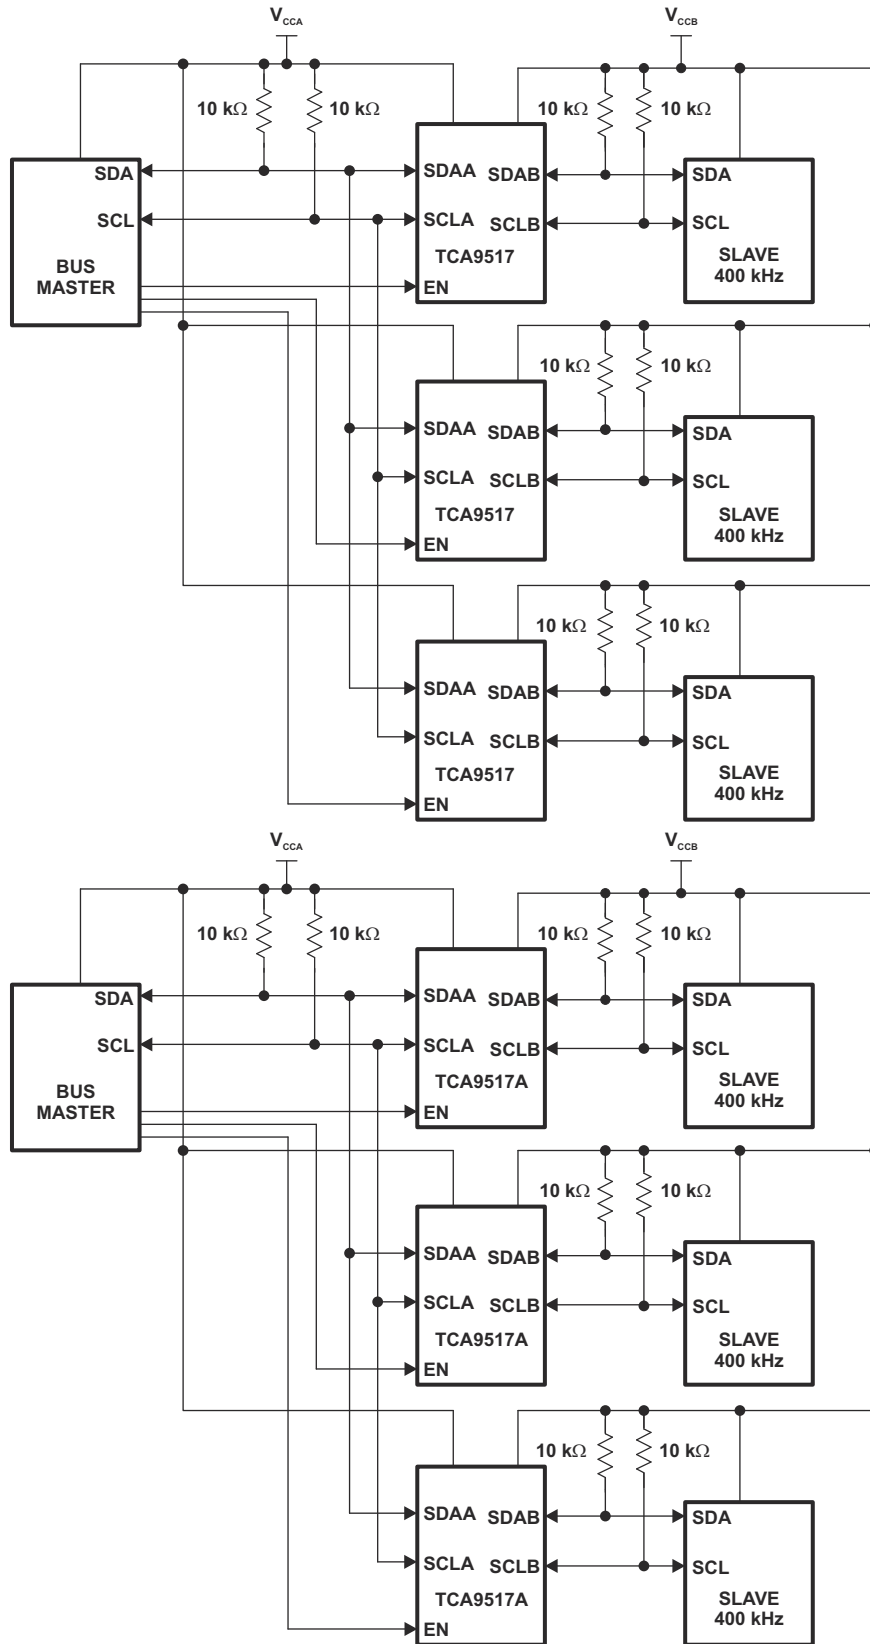 V_CCA
V_CCB
10 kΩ
10 kΩ
10 kΩ
10 kΩ
SDA
SCL
BUS
MASTER
SDAA
SCLA
TCA9517
EN
SDAB
SCLB
SDA
SCL
SLAVE
400 kHz
10 kΩ
10 kΩ
SDAA
SCLA
TCA9517
EN
SDAB
SCLB
SDA
SCL
SLAVE
400 kHz
10 kΩ
10 kΩ
SDAA
SCLA
TCA9517
EN
SDAB
SCLB
SDA
SCL
SLAVE
400 kHz
V_CCA
V_CCB
10 kΩ
10 kΩ
10 kΩ
10 kΩ
SDA
SCL
BUS
MASTER
SDAA
SCLA
TCA9517A
EN
SDAB
SCLB
SDA
SCL
SLAVE
400 kHz
10 kΩ
10 kΩ
SDAA
SCLA
TCA9517A
EN
SDAB
SCLB
SDA
SCL
SLAVE
400 kHz
10 kΩ
10 kΩ
SDAA
SCLA
TCA9517A
EN
SDAB
SCLB
SDA
SCL
SLAVE
400 kHz